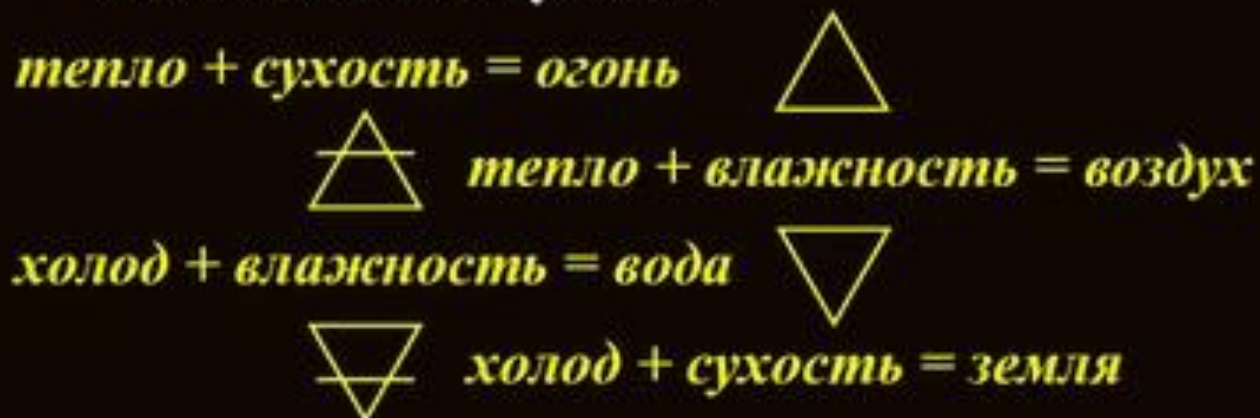 тепло + сухость = огонь
тепло + влажность = воздух
холод + влажность = вода
холод + сухость = земля